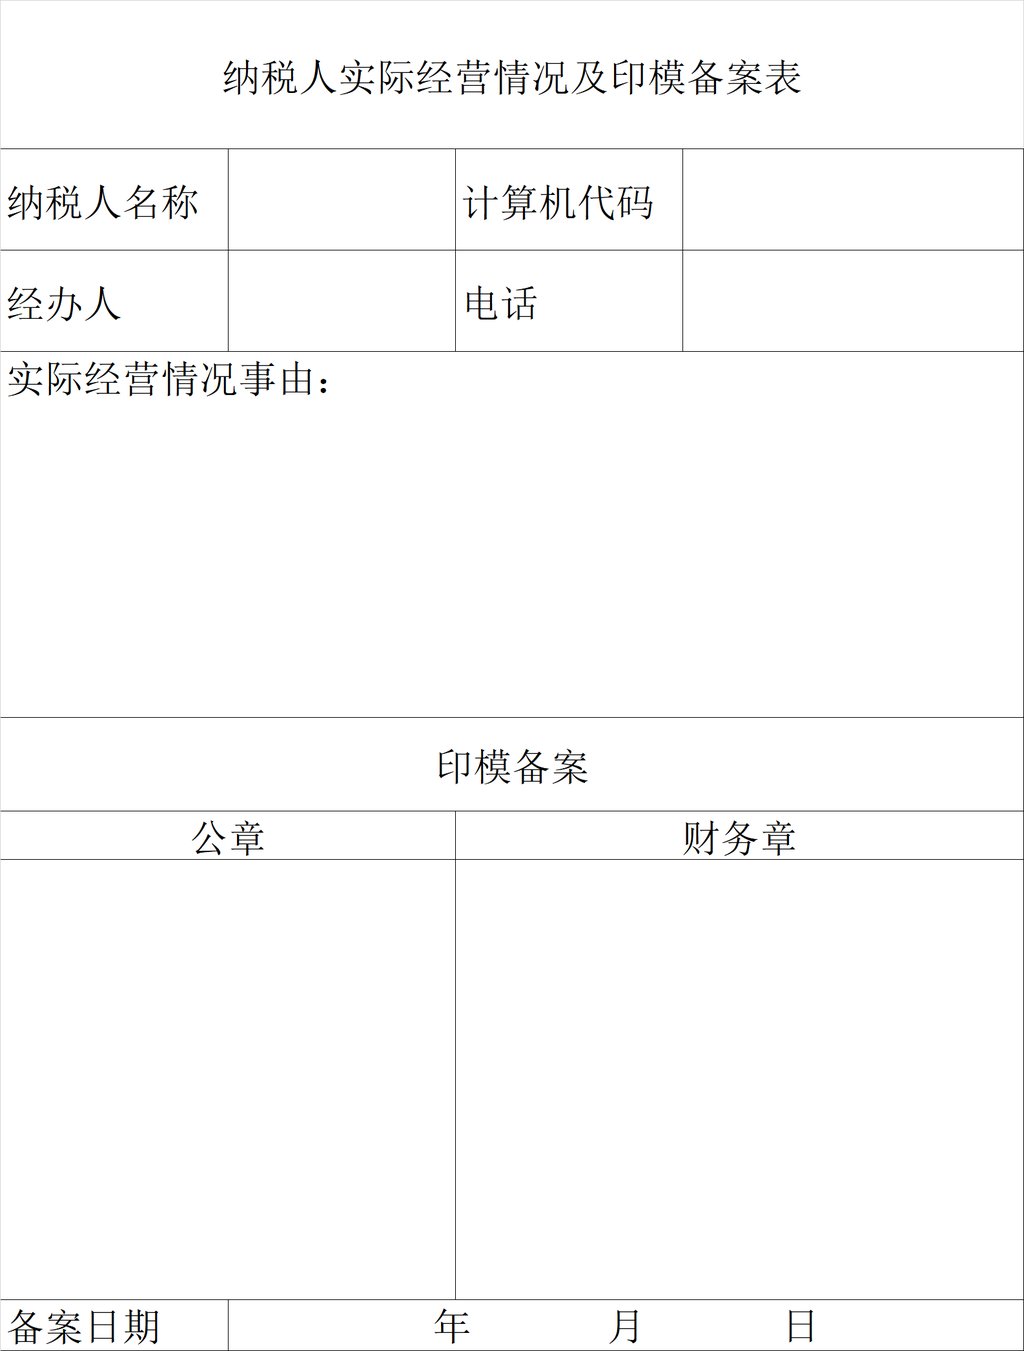 纳税人实际经营情况及印模备案表
纳税人名称 计算机代码
经办人 电话
实际经营情况事由：
印模备案
公章 财务章
备案日期 年 月 日